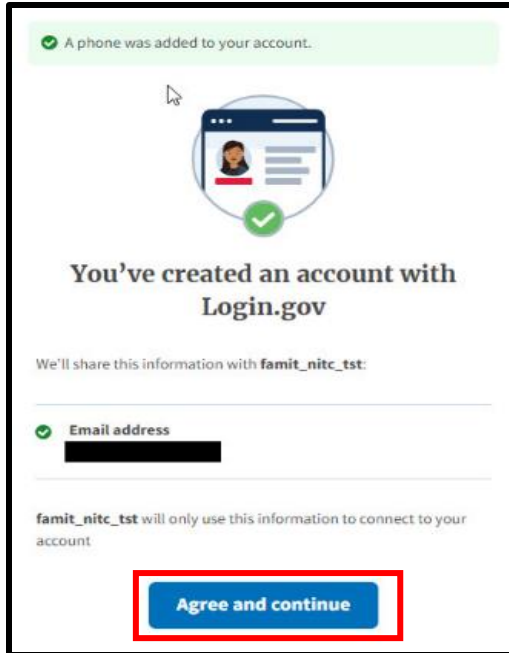 A phone was added to your account.
You've created an account with
Login.gov
We'll share this information with famit_nitc_tst:
Email address
famit_nitc_tst will only use this information to connect to your
account
Agree and continue